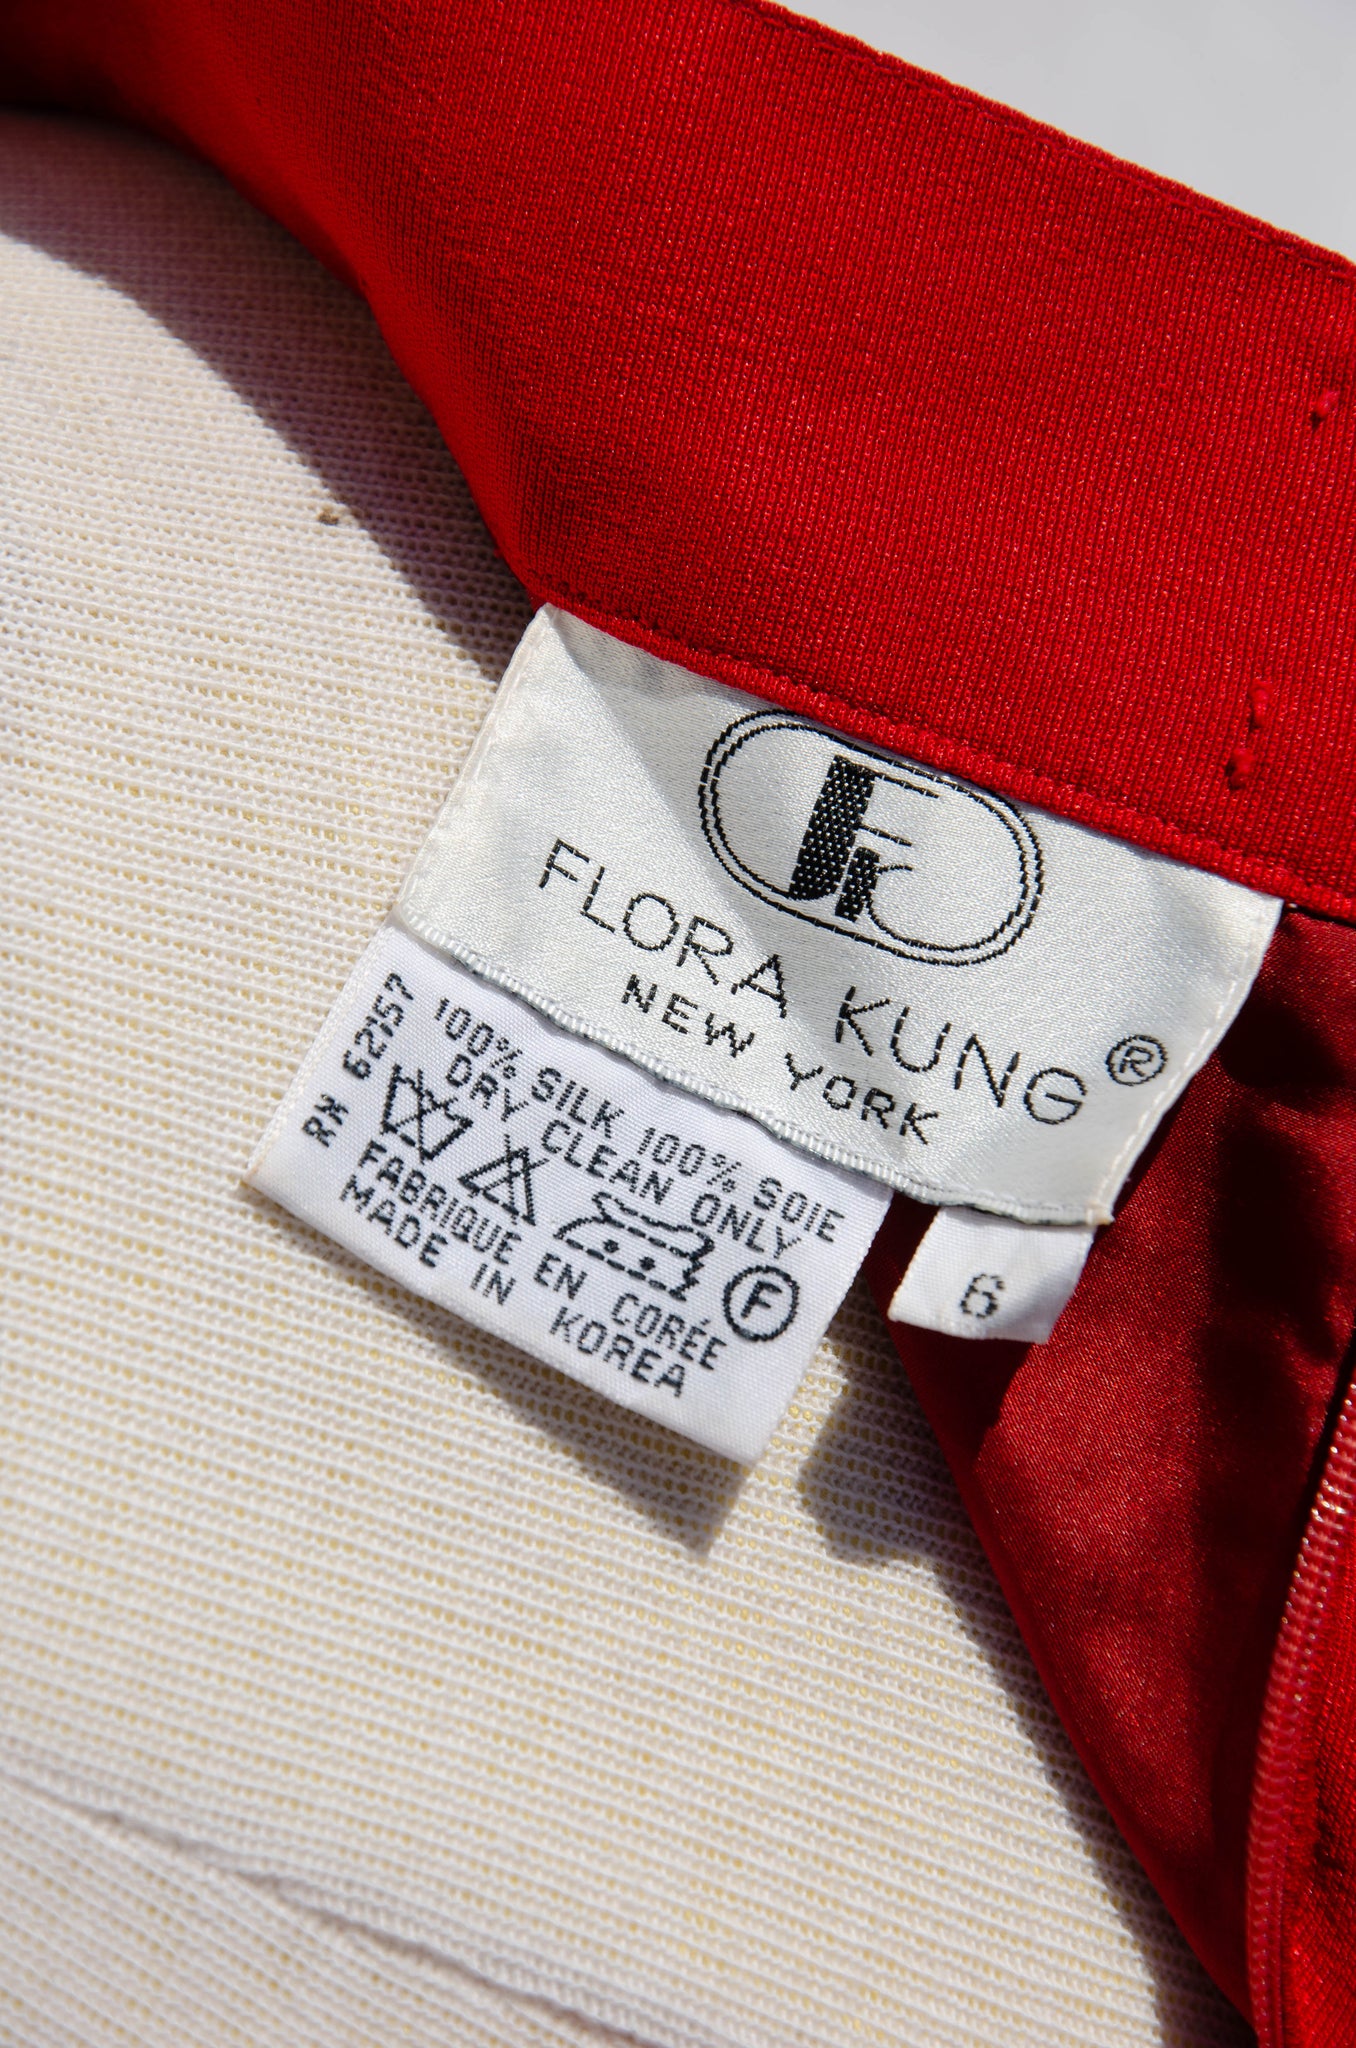 FK
FLORA KUNG®
NEW YORK
RN 62157
100% SILK 100% SOIE
DRY CLEAN ONLY
F
FABRIQUE EN CORÉE
MADE IN KOREA
6